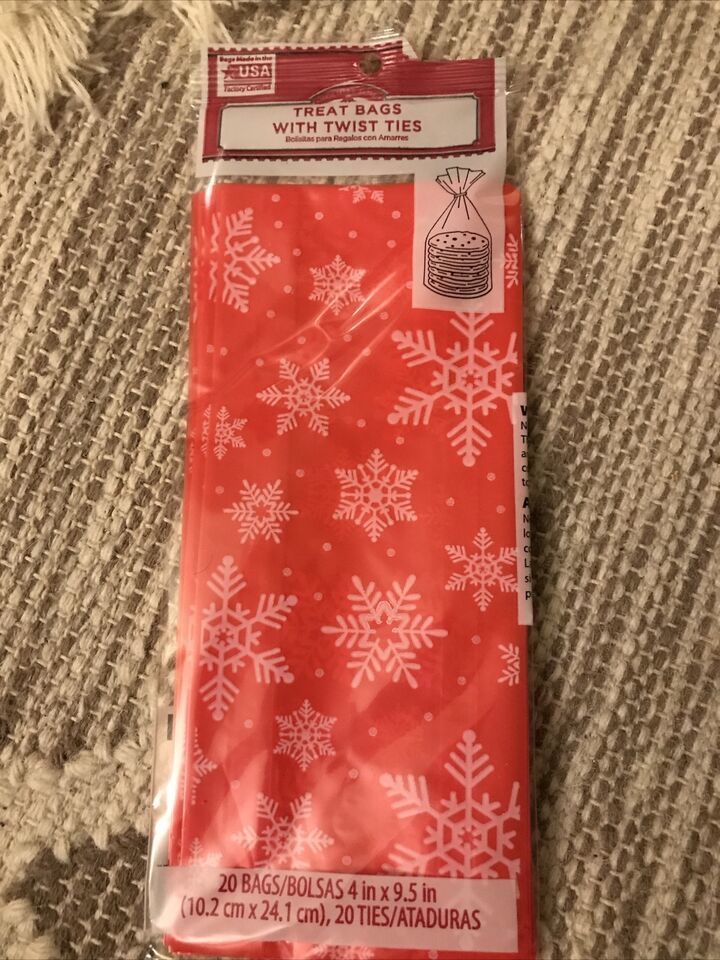 Bags Made in the
USA
Factory Certified
TREAT BAGS
WITH TWIST TIES
Bolsitas para Regalos con Amarres
20 BAGS/BOLSAS 4 in x 9.5 in
(10.2 cm x 24.1 cm), 20 TIES/ATADURAS